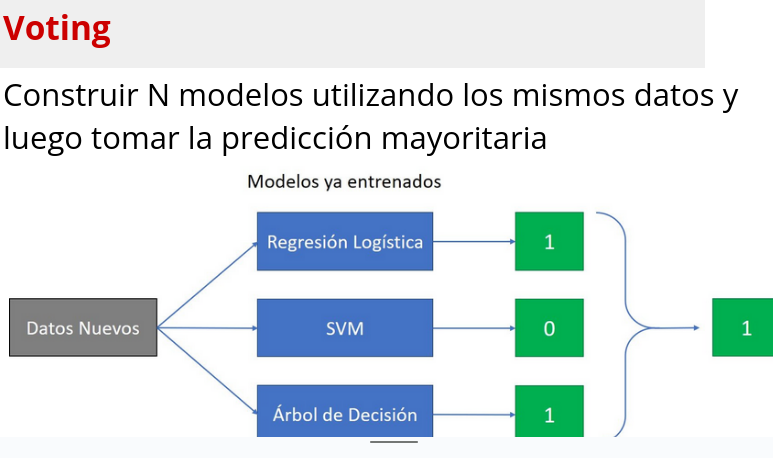 Voting
Construir N modelos utilizando los mismos datos y
luego tomar la predicción mayoritaria
Modelos ya entrenados
Regresión Logística
1
Datos Nuevos
SVM
0
1
Árbol de Decisión
1